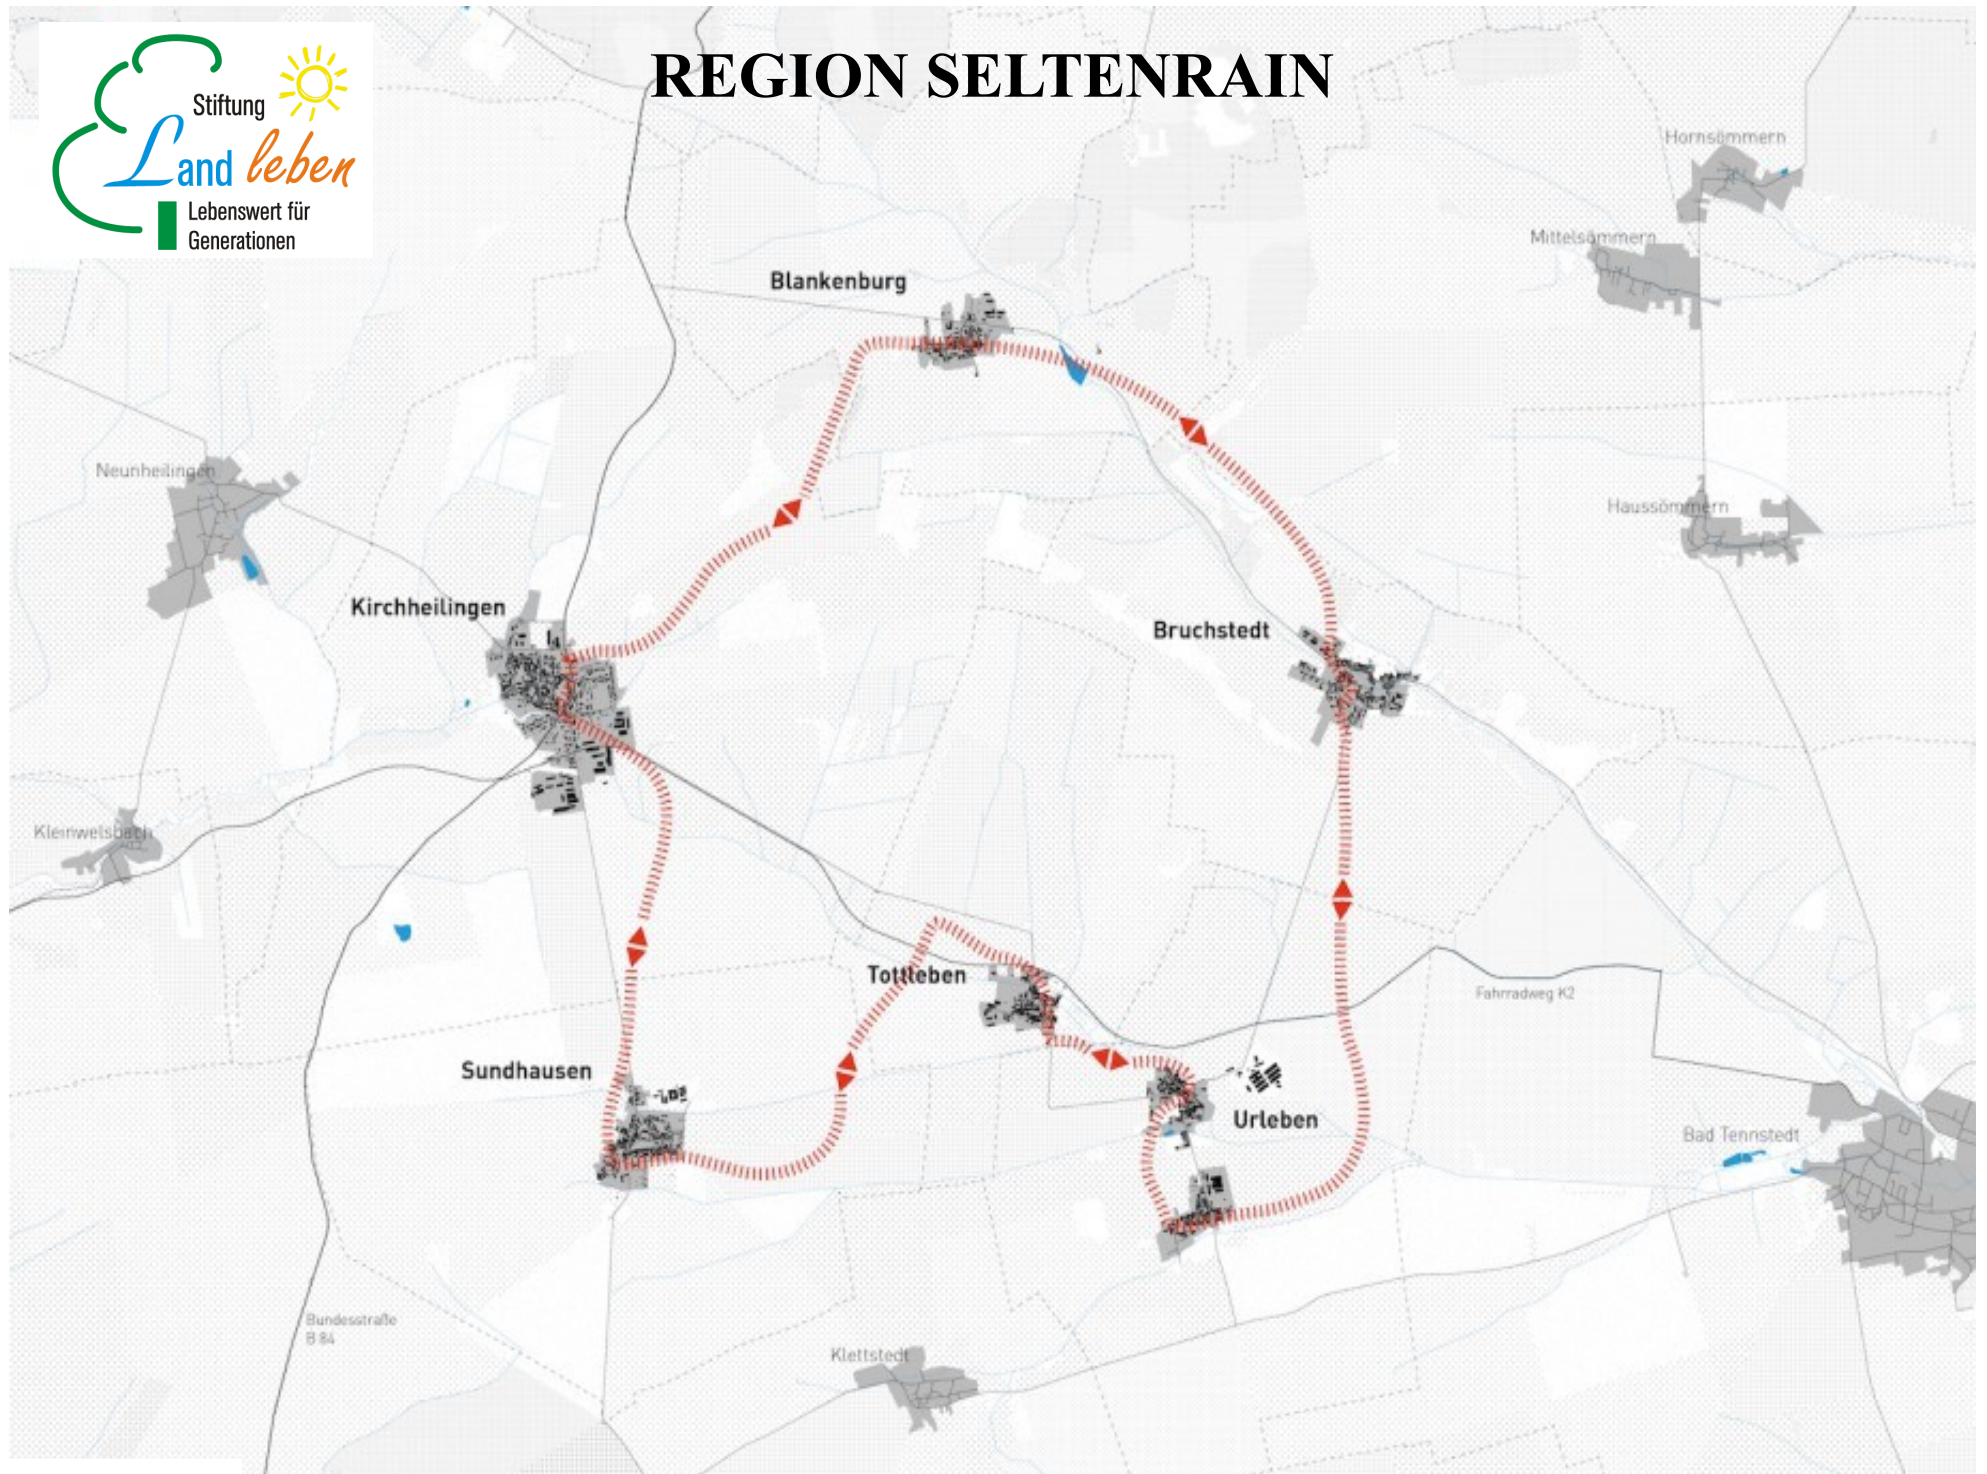 REGION SELTENRAIN
Stiftung
Land leben
Lebenswert für
Generationen
Hornsömmern
Mittelsömmern
Blankenburg
Neunheilingen
Haussömmern
Kirchheilingen
Bruchstedt
Kleinwelsbach
Tottleben
Fahrradweg K2
Sundhausen
Urleben
Bad Tennstedt
Bundesstraße
B 84
Klettstedt